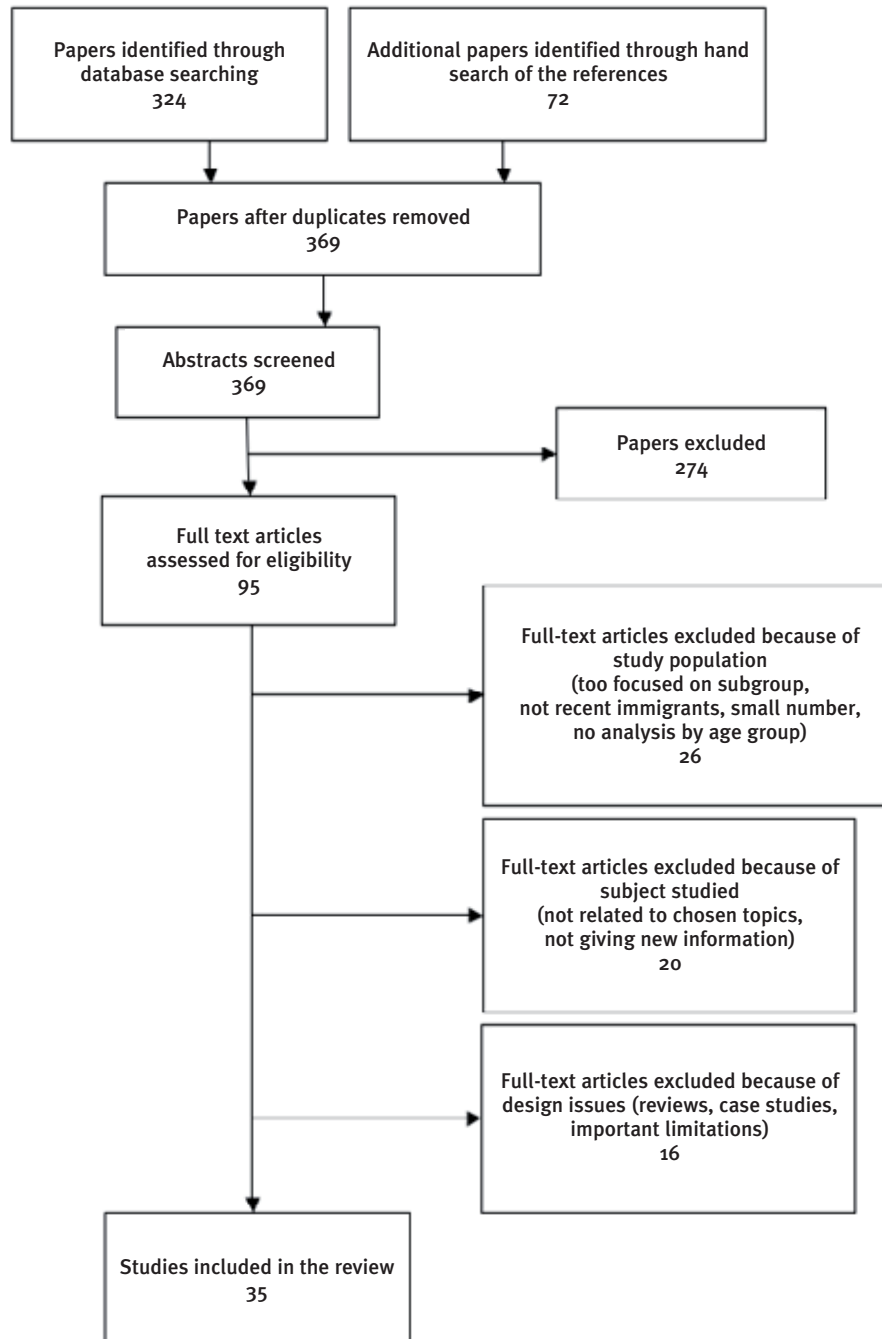 Papers identified through
database searching
324
Additional papers identified through hand
search of the references
72
Papers after duplicates removed
369
Abstracts screened
369
Papers excluded
274
Full text articles
assessed for eligibility
95
Full-text articles excluded because of
study population
(too focused on subgroup,
not recent immigrants, small number,
no analysis by age group)
26
Full-text articles excluded because of
subject studied
(not related to chosen topics,
not giving new information)
20
Full-text articles excluded because of
design issues (reviews, case studies,
important limitations)
16
Studies included in the review
35